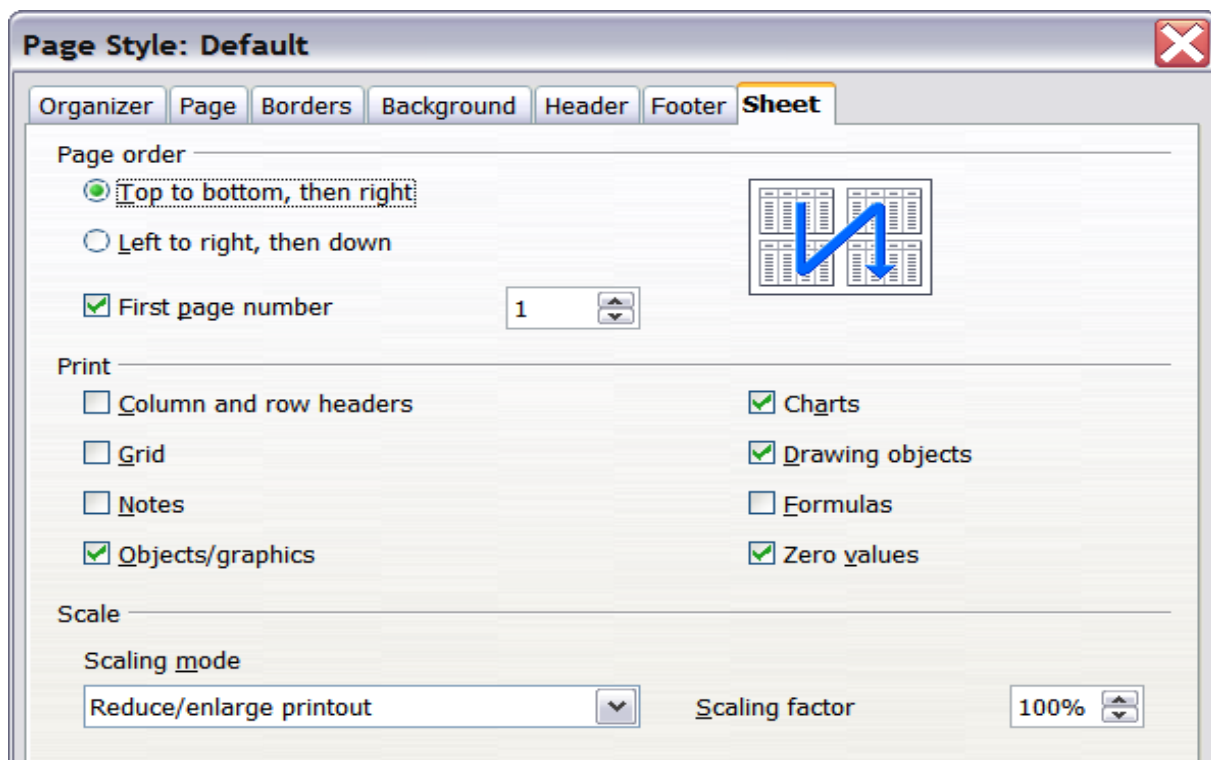 Page Style: Default
Organizer Page Borders Background Header Footer Sheet
Page order
Top to bottom, then right
Left to right, then down
First page number 1
Print
Column and row headers Charts
Grid Drawing objects
Notes Formulas
Objects/graphics Zero values
Scale
Scaling mode
Reduce/enlarge printout Scaling factor 100%